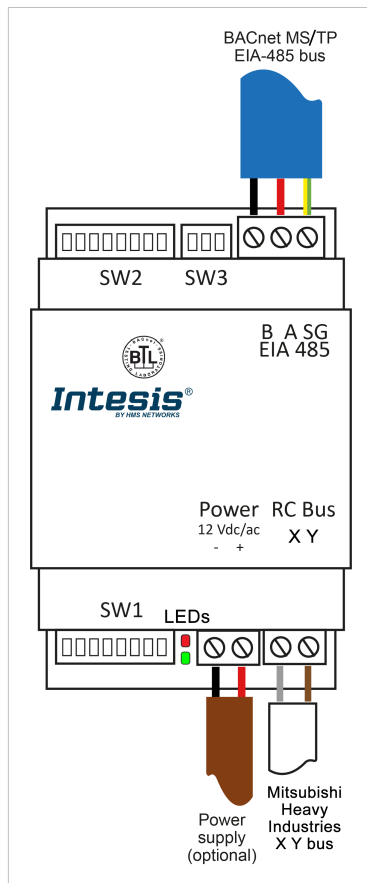 BACnet MS/TP
EIA-485 bus
SW2
SW3
B A SG
EIA 485
BTL
Intesis®
BY HMS NETWORKS
Power
12 Vdc/ac
- +
RC Bus
X Y
SW1
LEDs
Power
supply
(optional)
Mitsubishi
Heavy
Industries
X Y bus